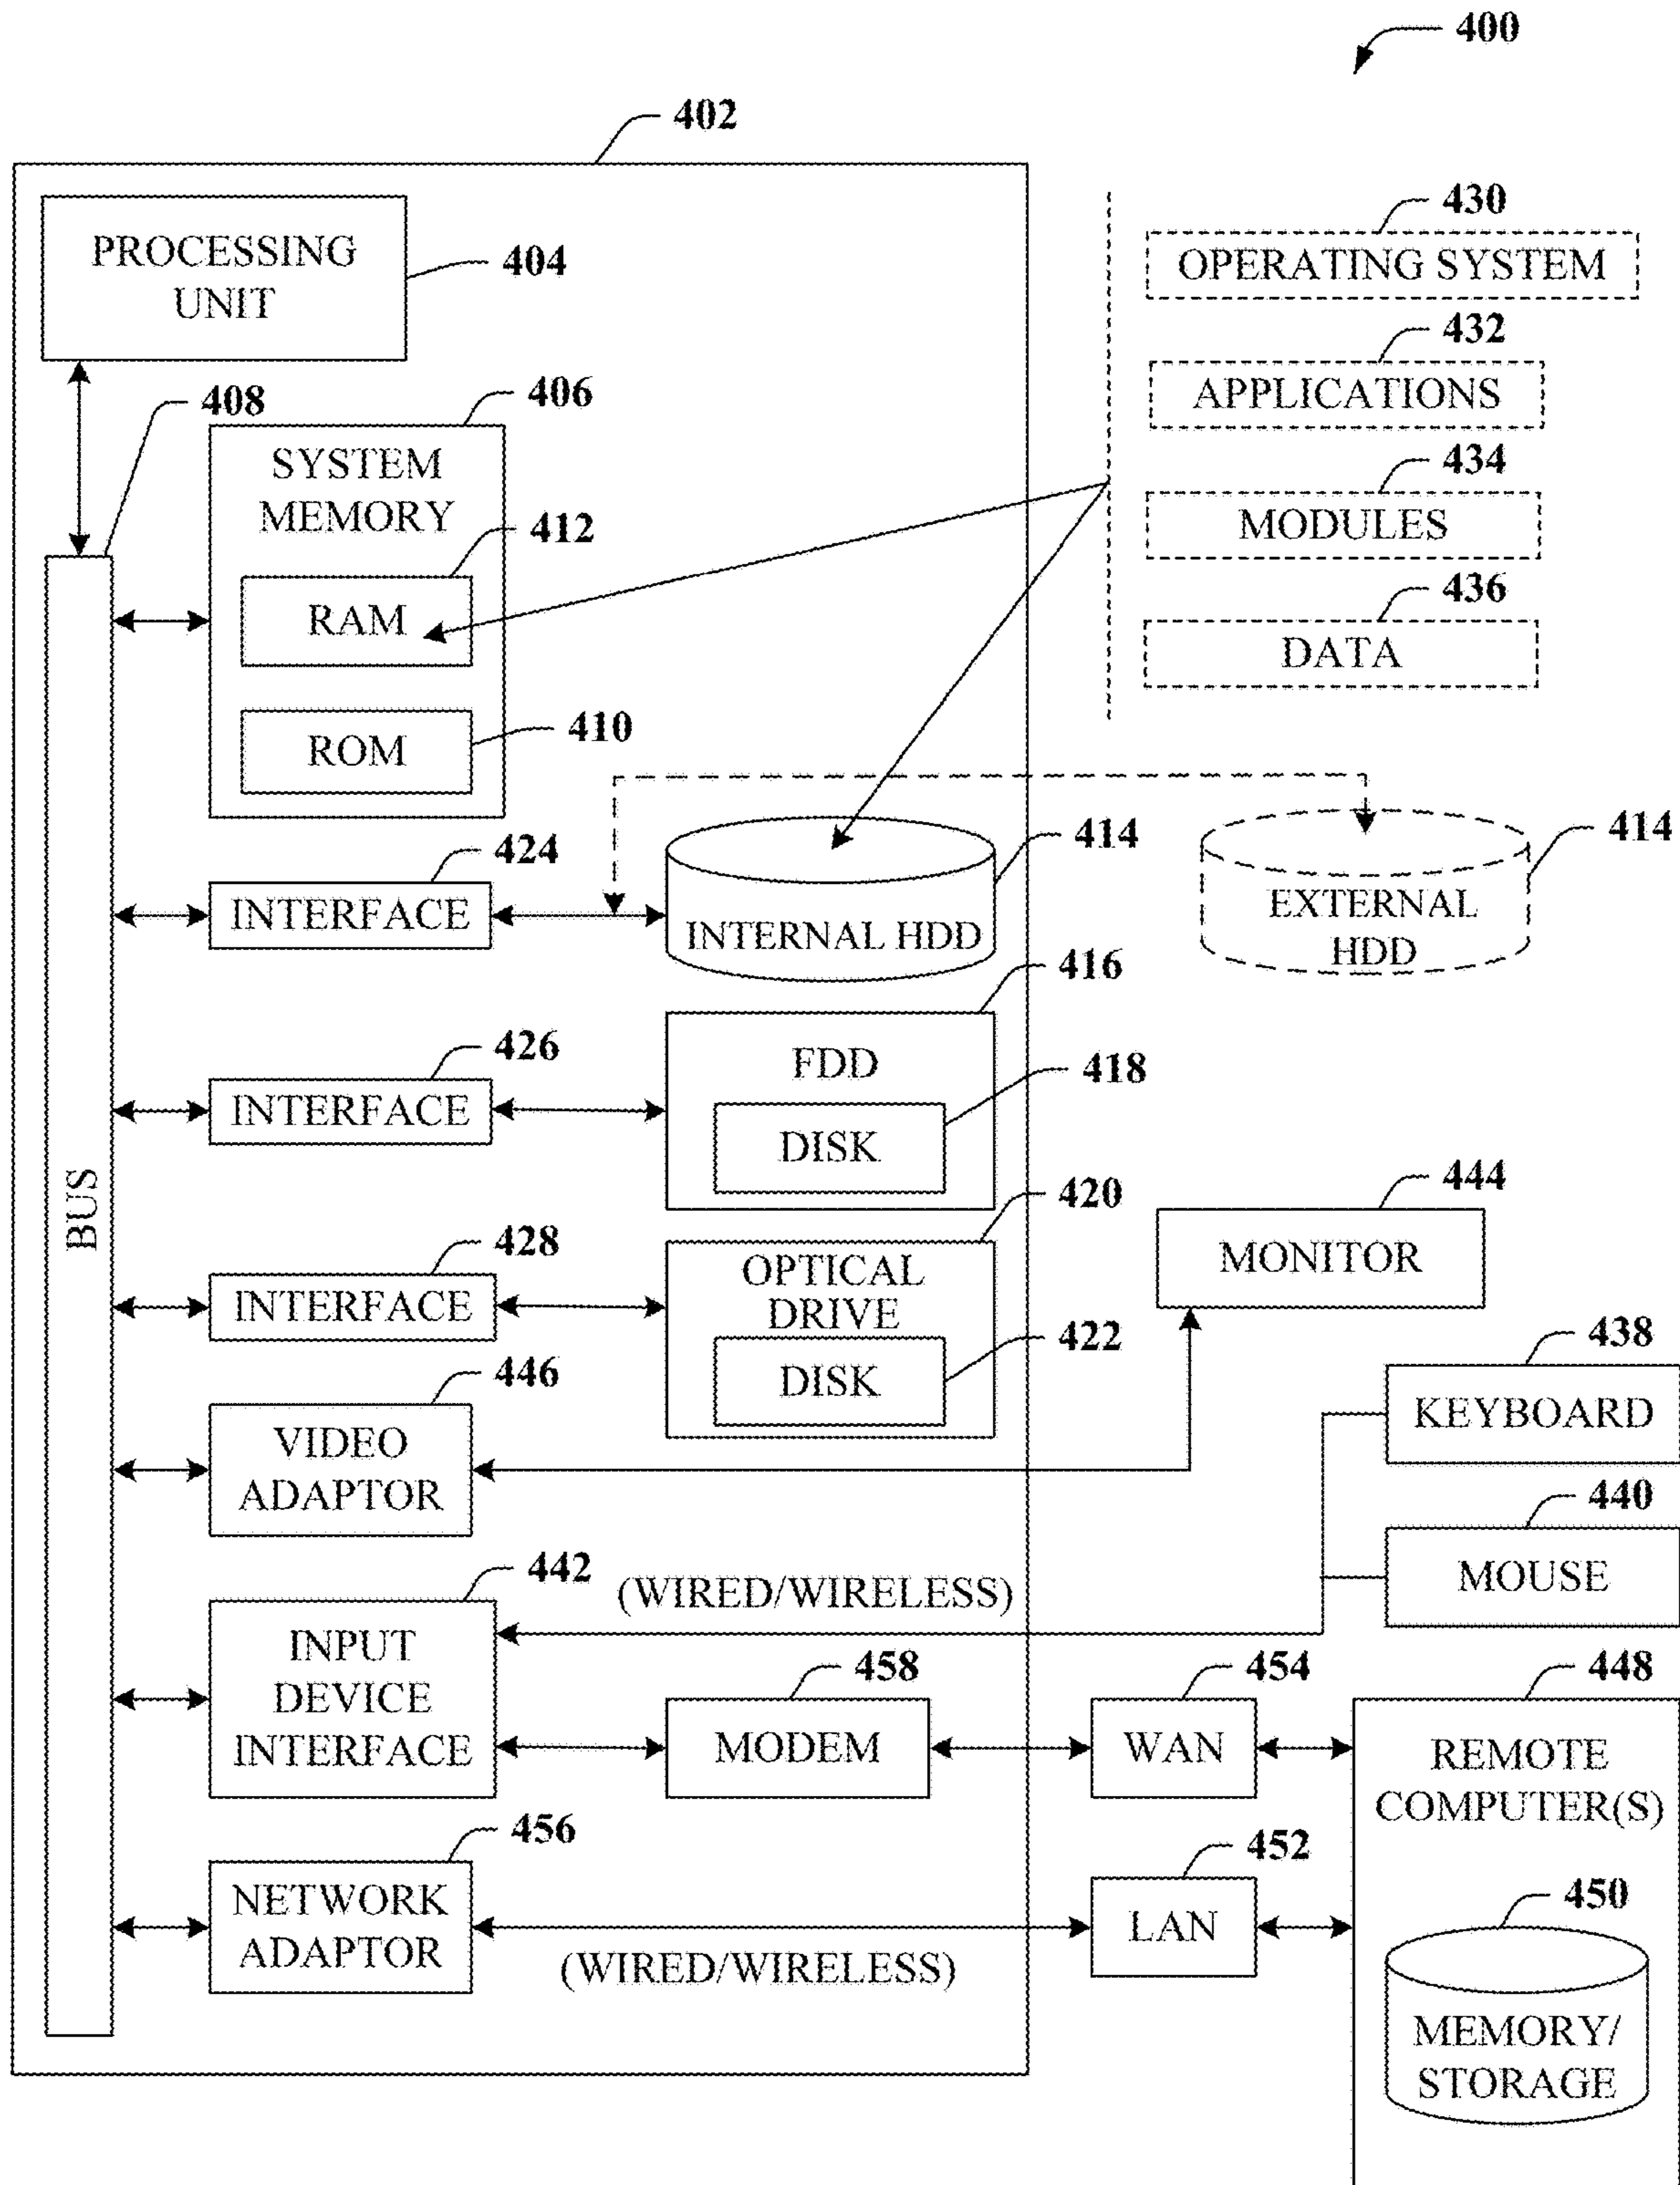 400
402
PROCESSING
UNIT
404
408
406
SYSTEM
MEMORY
412
RAM
410
ROM
430
OPERATING SYSTEM
432
APPLICATIONS
434
MODULES
436
DATA
424
INTERFACE
414
INTERNAL HDD
414
EXTERNAL
HDD
426
INTERFACE
416
FDD
418
DISK
BUS
428
INTERFACE
420
OPTICAL
DRIVE
422
DISK
444
MONITOR
446
VIDEO
ADAPTOR
438
KEYBOARD
440
MOUSE
442
(WIRED/WIRELESS)
INPUT
DEVICE
INTERFACE
458
MODEM
454
WAN
448
REMOTE
COMPUTER(S)
456
NETWORK
ADAPTOR
(WIRED/WIRELESS)
452
LAN
450
MEMORY/
STORAGE